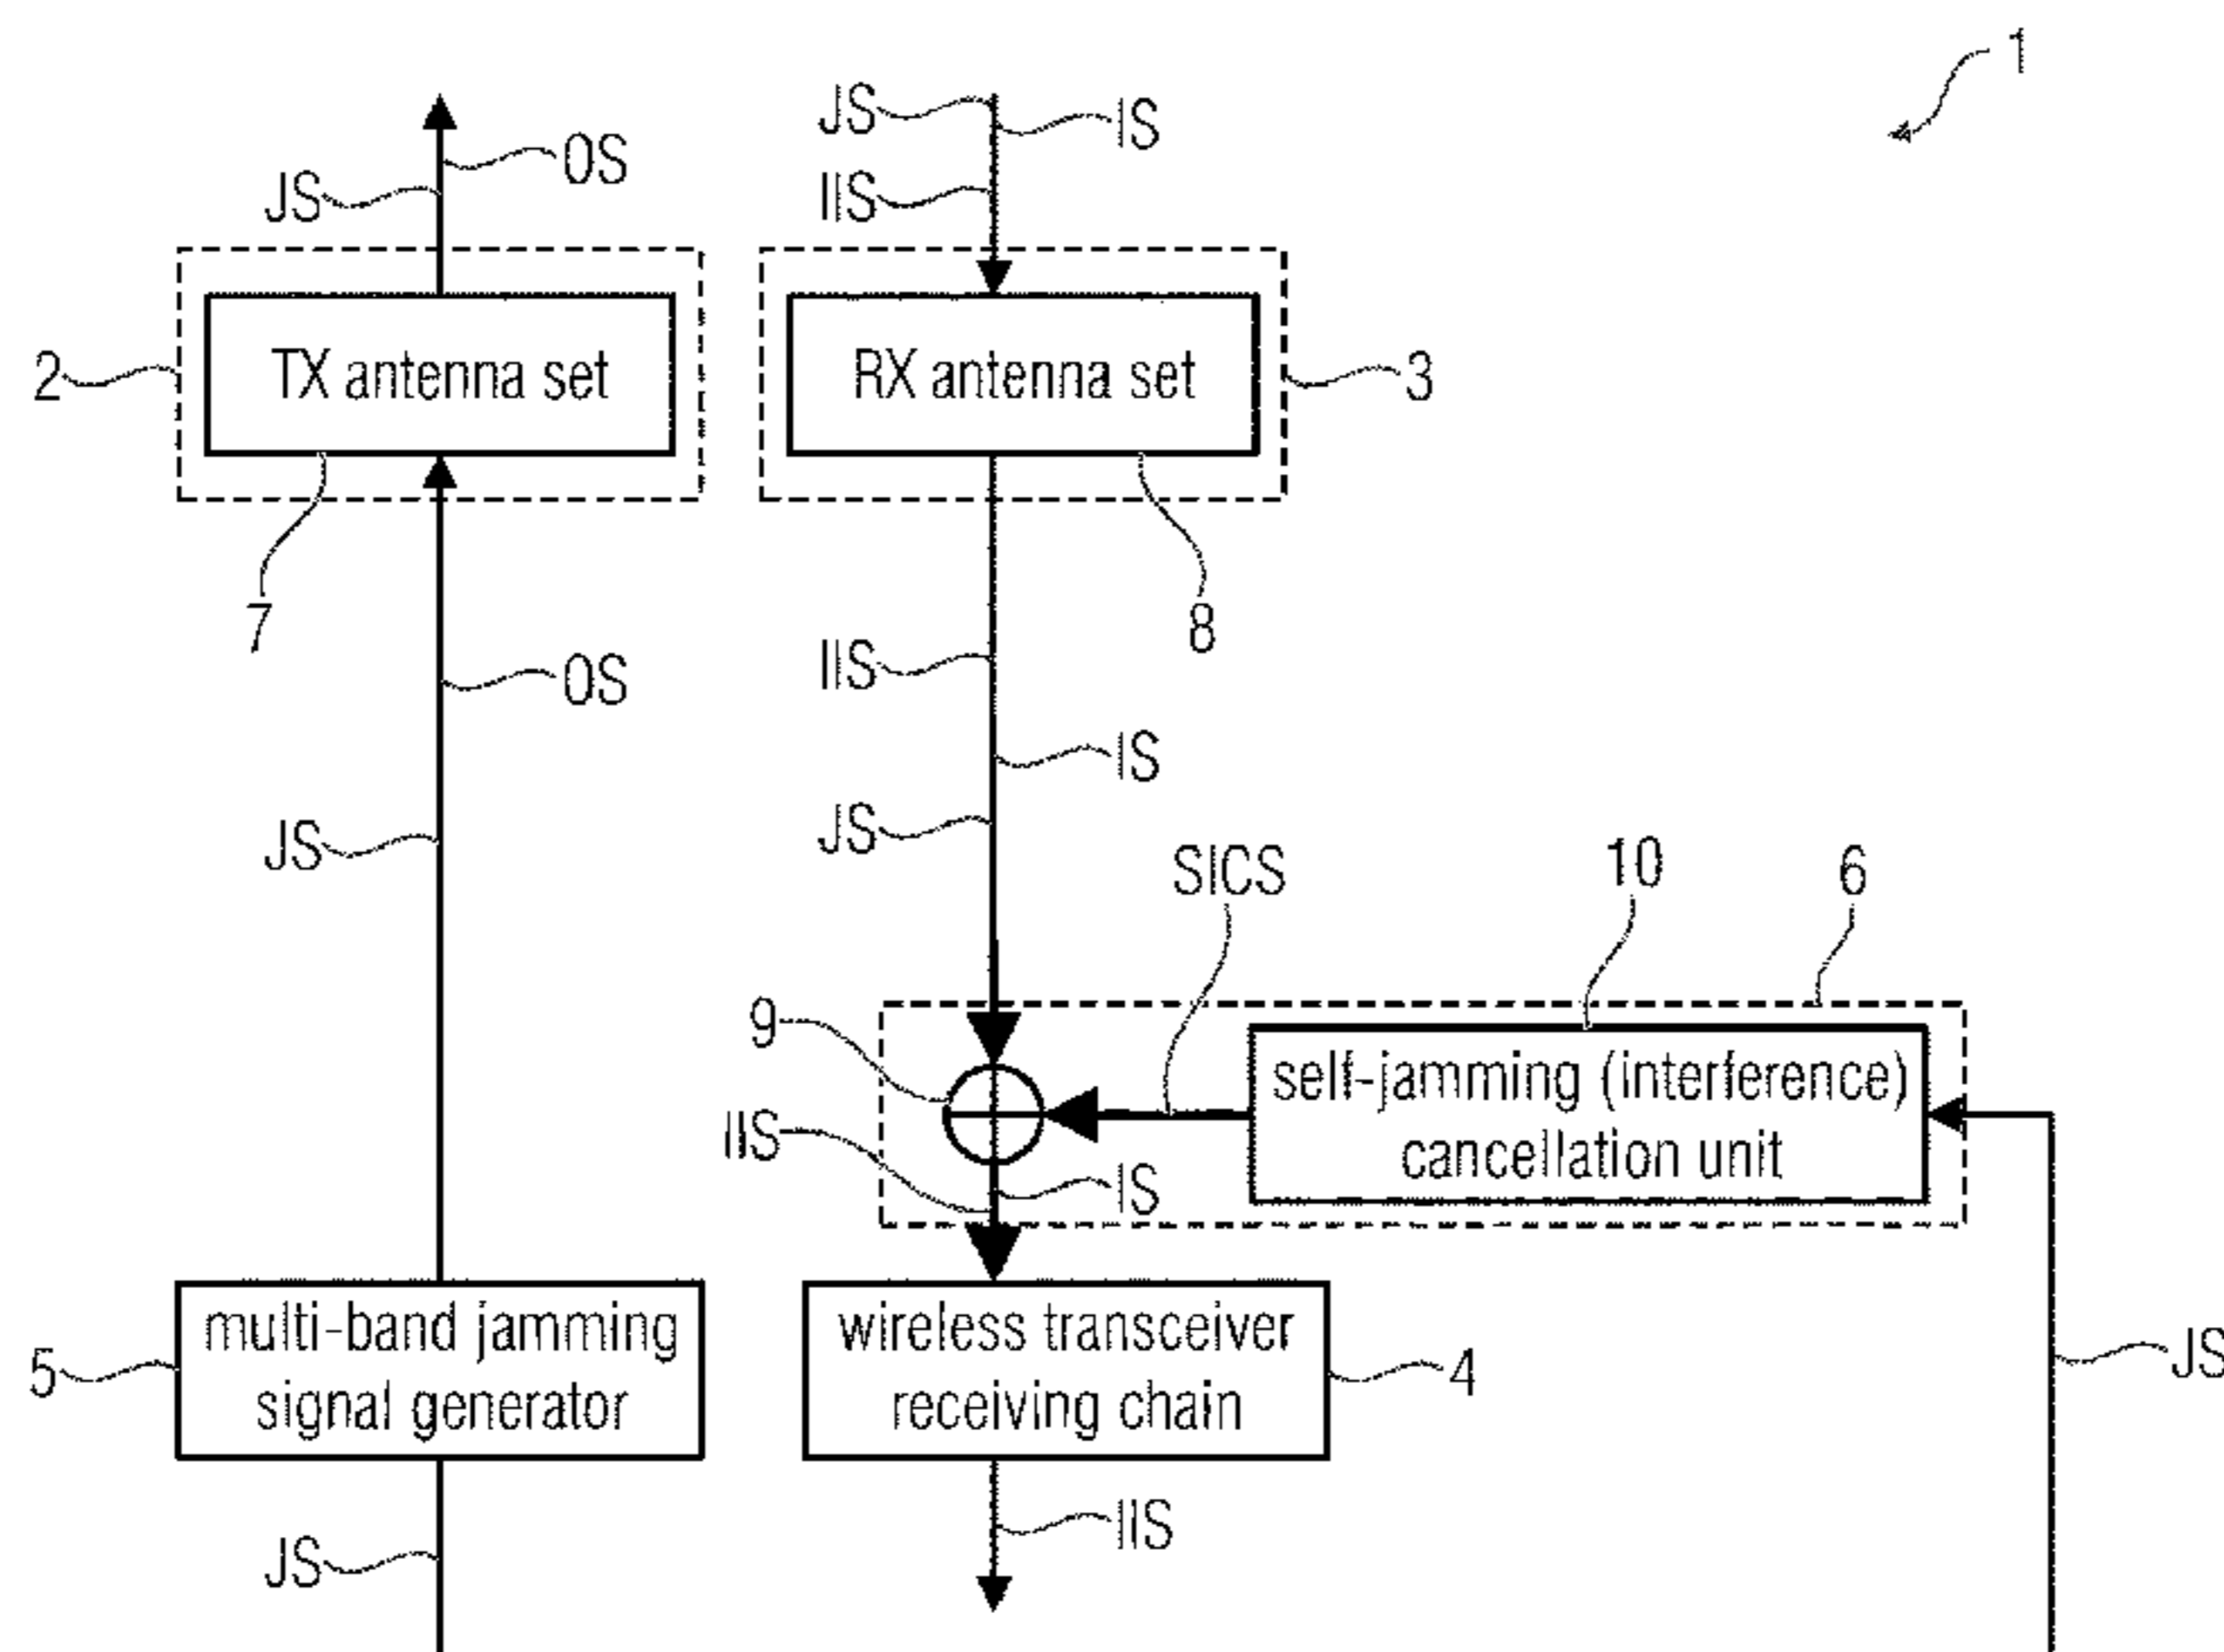 1
JS
IS
OS
JS
IIS
2
TX antenna set
RX antenna set
3
7
8
OS
IIS
IS
JS
JS
SICS
10
6
9
self-jamming (interference)
cancellation unit
IIS
IS
multi-band jamming
signal generator
5
wireless transceiver
receiving chain
4
JS
JS
IIS